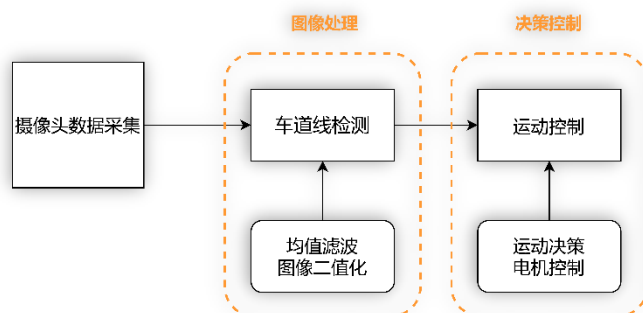 图像处理
决策控制
摄像头数据采集
车道线检测
运动控制
均值滤波
图像二值化
运动决策
电机控制